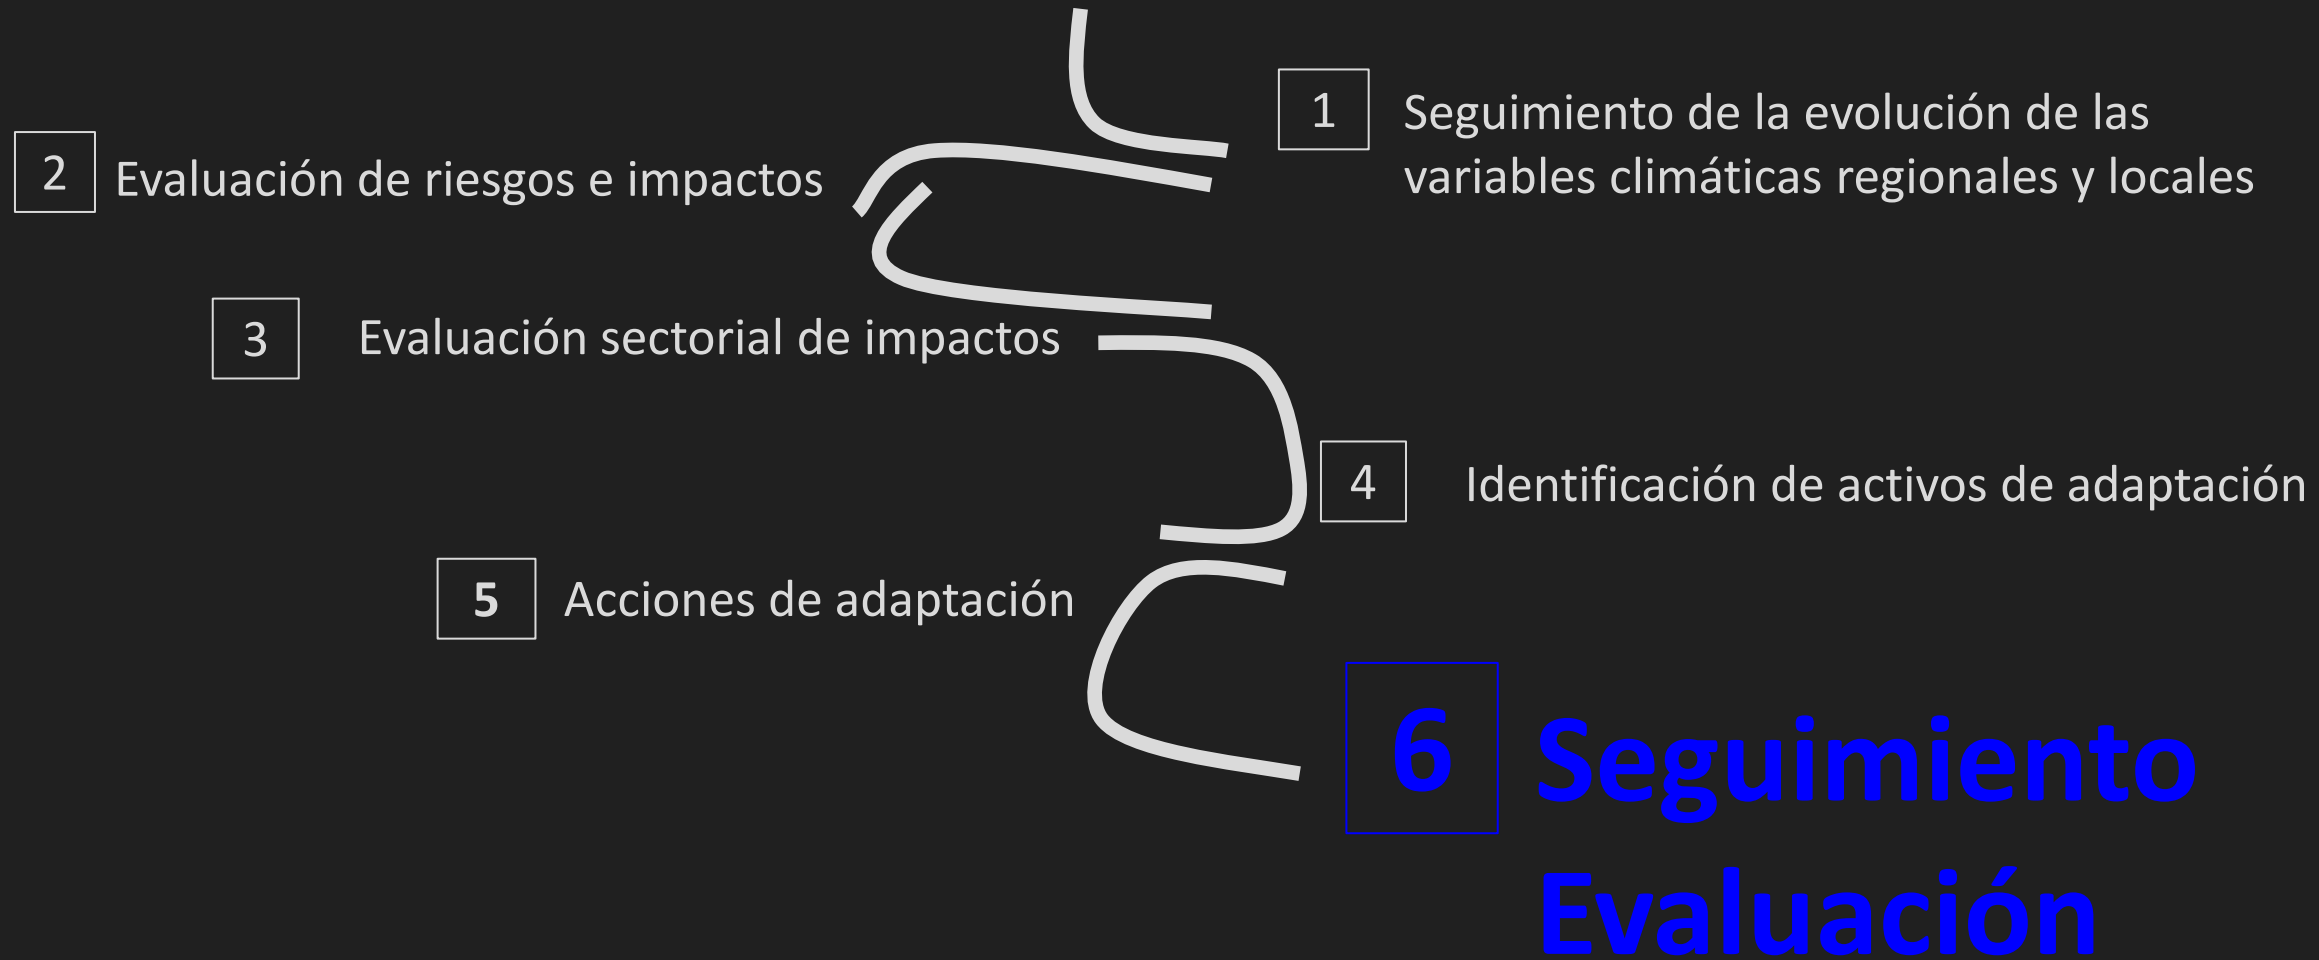 1
Seguimiento de la evolución de las
variables climáticas regionales y locales
2
Evaluación de riesgos e impactos
3
Evaluación sectorial de impactos
4
Identificación de activos de adaptación
5
Acciones de adaptación
6
Seguimiento
Evaluación